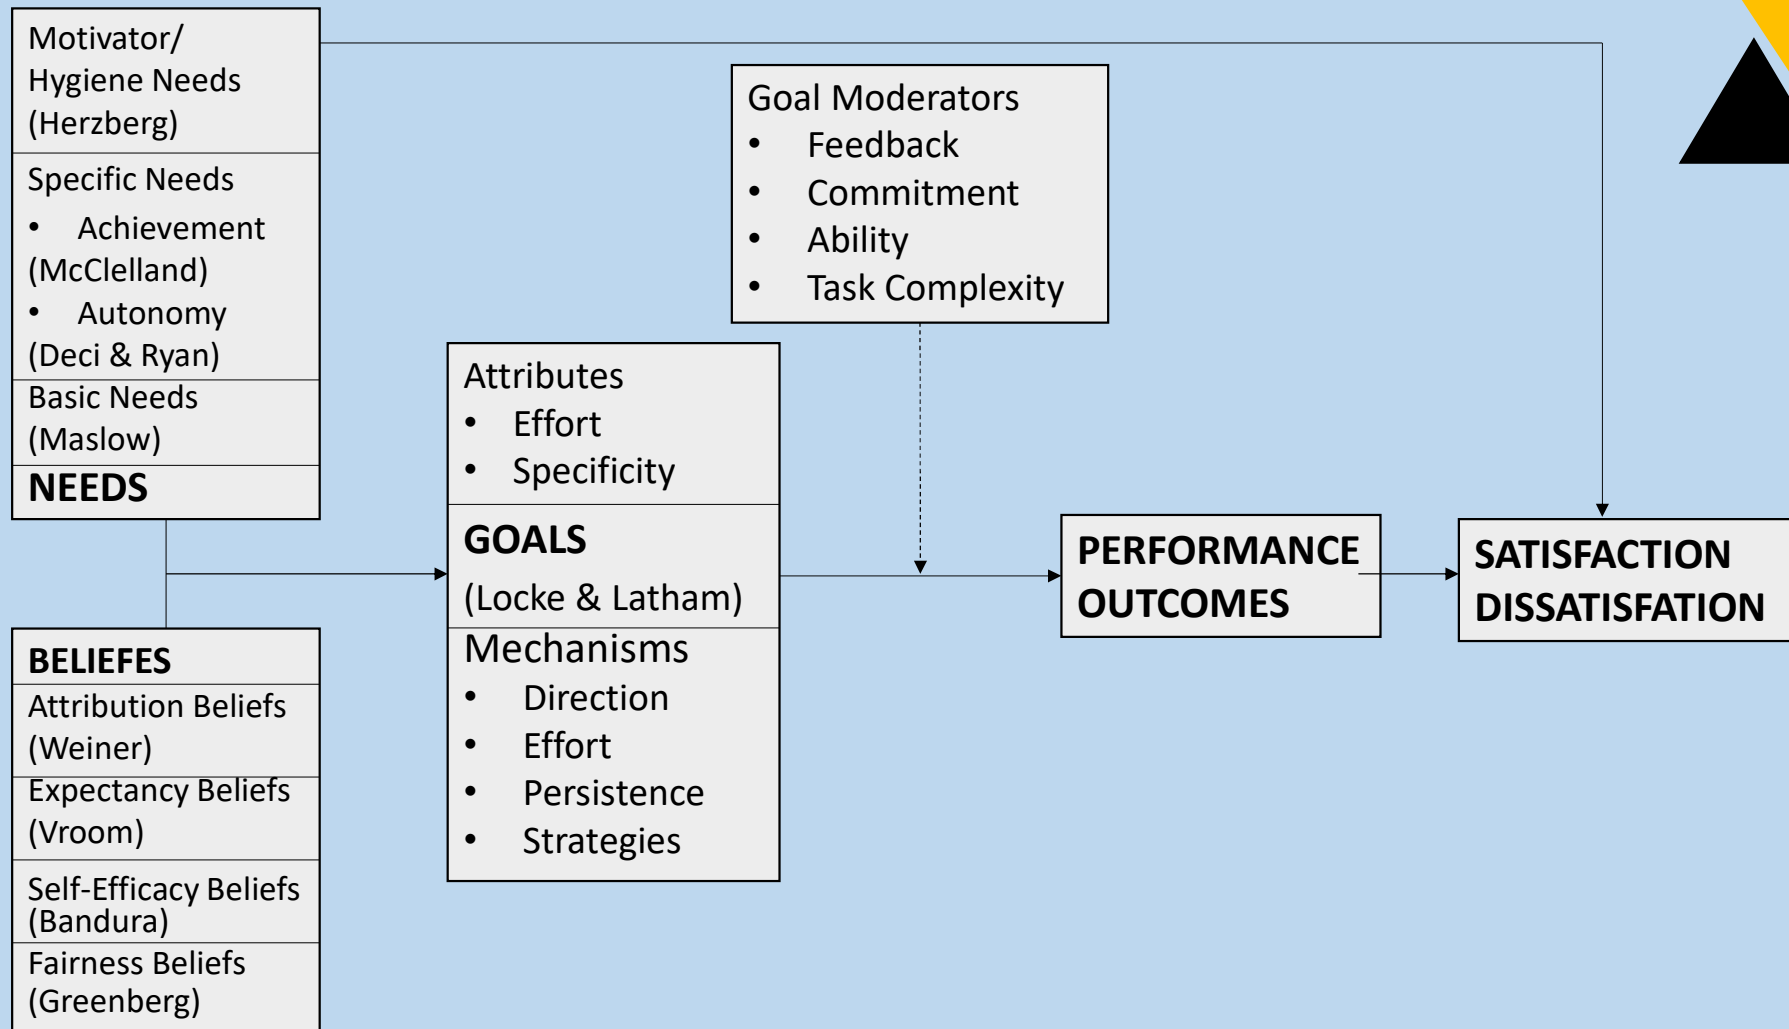 Motivator/
Hygiene Needs
(Herzberg)
Specific Needs
• Achievement
(McClelland)
• Autonomy
(Deci & Ryan)
Basic Needs
(Maslow)
NEEDS
BELIEFES
Attribution Beliefs
(Weiner)
Expectancy Beliefs
(Vroom)
Self-Efficacy Beliefs
(Bandura)
Fairness Beliefs
(Greenberg)
Attributes
• Effort
• Specificity
GOALS
(Locke & Latham)
Mechanisms
• Direction
• Effort
• Persistence
• Strategies
Goal Moderators
• Feedback
• Commitment
• Ability
• Task Complexity
PERFORMANCE
OUTCOMES
SATISFACTION
DISSATISFATION